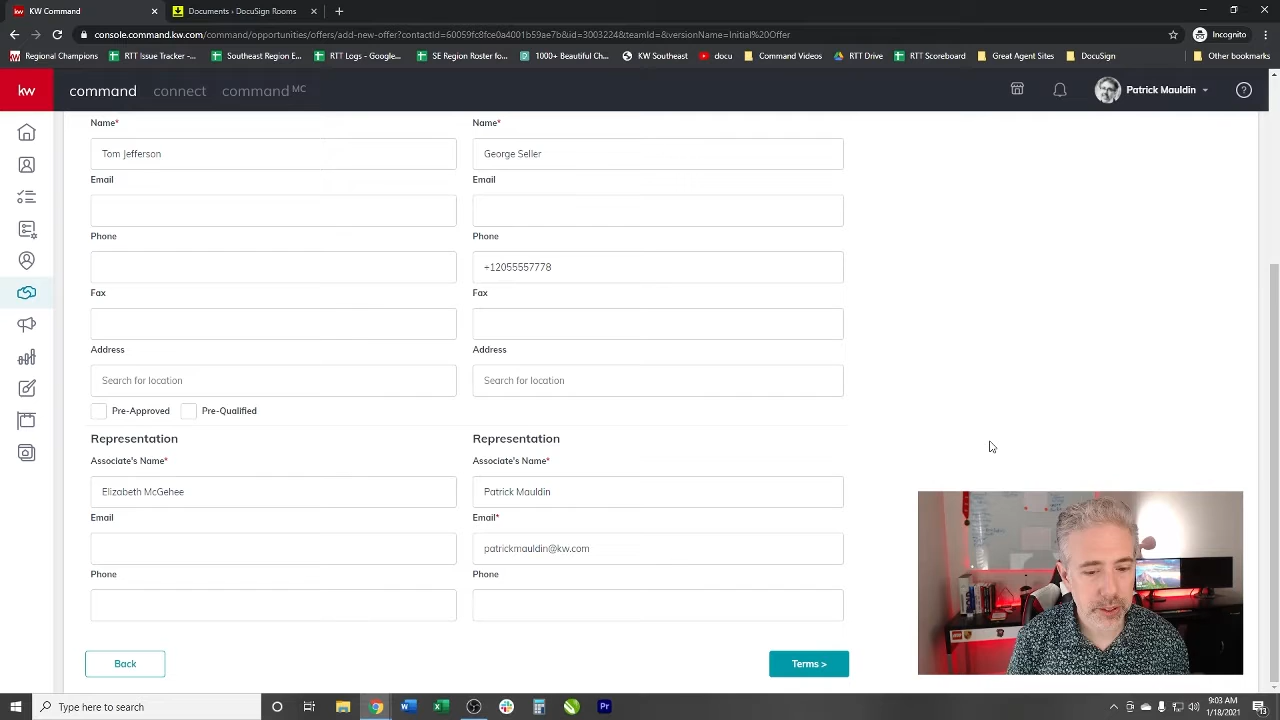 KW Command
Documents › DocuSign Rooms
console.command.kw.com/command/opportunities/offers/add-new-offer?contactId=60059fc8fce0a4001b59ae7b&id=3003224&teamId=&versionName=Initial%20Offer
Incognito
Regional Champions
RTT Issue Tracker -...
Southeast Region E...
RTT Legs - Google...
SE Region Roster fo...
1000+ Beautiful Ch...
KW Southeast
docu
Command Videos
RTT Drive
RTT Scoreboard
Great Agent Sites
DocuSign
Other bookmarks
kw
command
connect
command MC
Patrick Mauldin
Name*
Name*
Tom Jefferson
George Seller
Email
Email
Phone
Phone
+12055557778
Fax
Fax
Address
Address
Search for location
Search for location
Pre-Approved
Pre-Qualified
Representation
Representation
Associate's Name*
Associate's Name*
Elizabeth McGehee
Patrick Mauldin
Email
Email*
patrickmauldin@kw.com
Phone
Phone
Back
Terms >
Type here to search
9:03 AM
1/18/2021